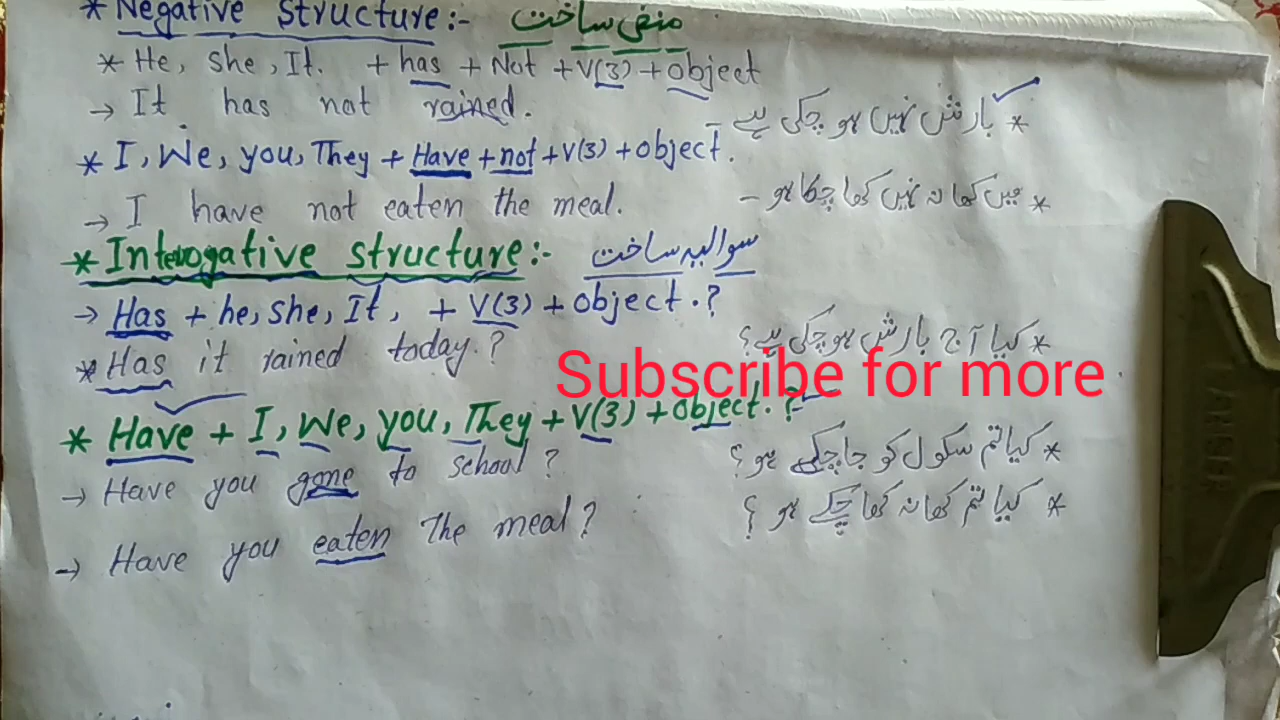 * Negative structure:- منفی ساخت
* He, She, It. + has + Not + V(3) + Object
→ It has not rained. * بارش نہیں ہو چکی ہے -
* I, We, you, They + Have + not + V(3) + object.
→ I have not eaten the meal. * میں کھانہ نہیں کھا چکا ہو -
* Interrogative structure:- سوالیہ ساخت
→ Has + he, she, It, + V(3) + object.?
* Has it rained today.? * کیا آج بارش ہو چکی ہے؟
Subscribe for more
* Have + I, We, you, They + V(3) + Object.?
→ Have you gone to school? * کیا تم سکول کو جا چکے ہو؟
→ Have you eaten The meal? * کیا تم کھانہ کھا چکے ہو؟